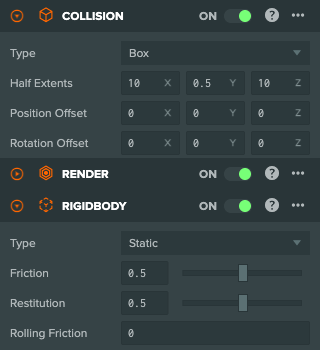 COLLISION ON ? •••
Type Box
Half Extents 10 X 0.5 Y 10 Z
Position Offset 0 X 0 Y 0 Z
Rotation Offset 0 X 0 Y 0 Z
RENDER ON ? •••
RIGIDBODY ON ? •••
Type Static
Friction 0.5
Restitution 0.5
Rolling Friction 0